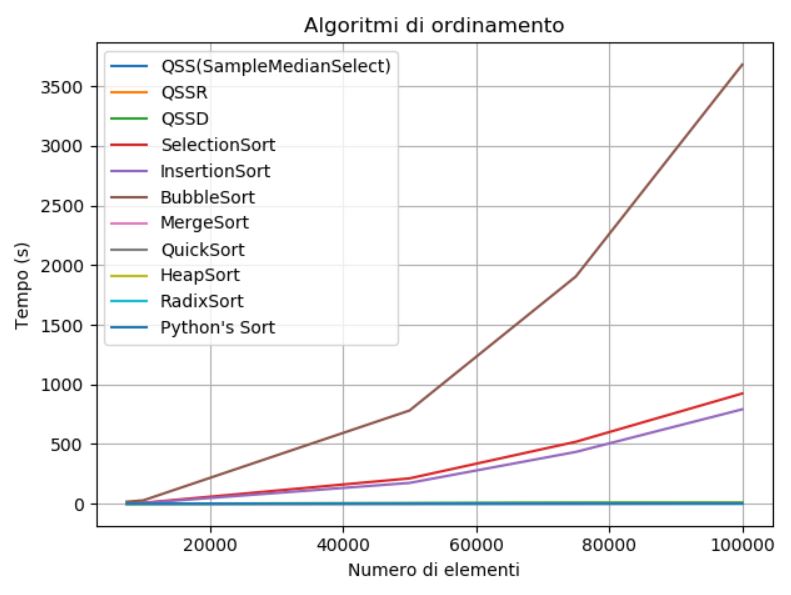 Algoritmi di ordinamento
QSS(SampleMedianSelect)
QSSR
QSSD
SelectionSort
InsertionSort
BubbleSort
MergeSort
QuickSort
HeapSort
RadixSort
Python's Sort
3500
3000
2500
2000
1500
1000
500
0
Tempo (s)
20000 40000 60000 80000 100000
Numero di elementi